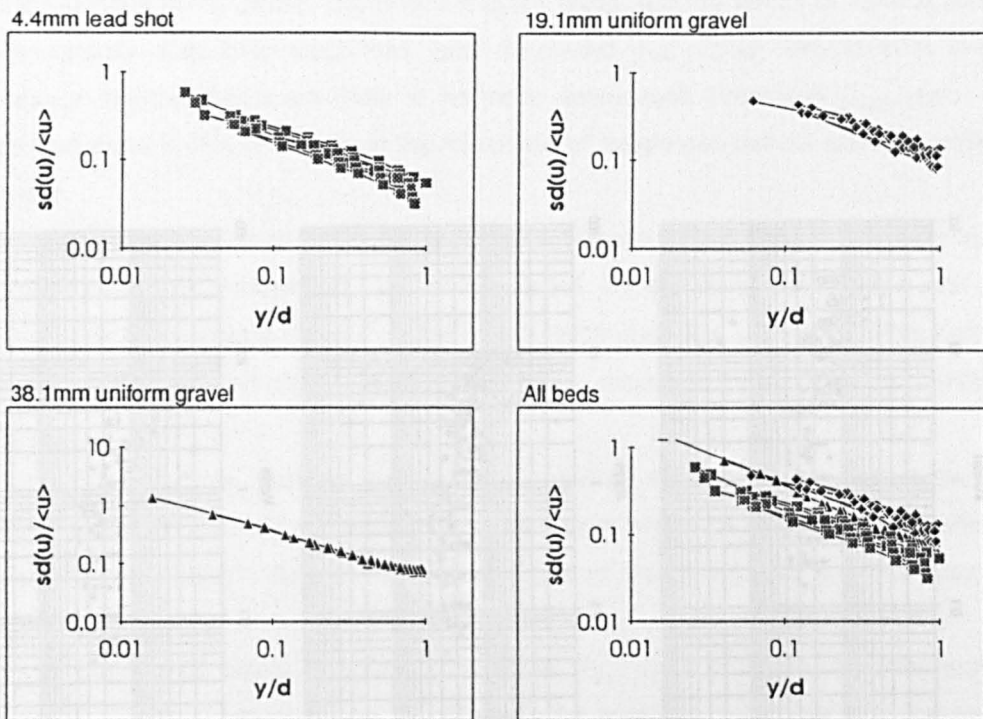 4.4mm lead shot
1
0.1
0.01
sd(u)/<u>
0.01 0.1 1
y/d
19.1mm uniform gravel
1
0.1
0.01
sd(u)/<u>
0.01 0.1 1
y/d
38.1mm uniform gravel
10
1
0.1
0.01
sd(u)/<u>
0.01 0.1 1
y/d
All beds
1
0.1
0.01
sd(u)/<u>
0.01 0.1 1
y/d